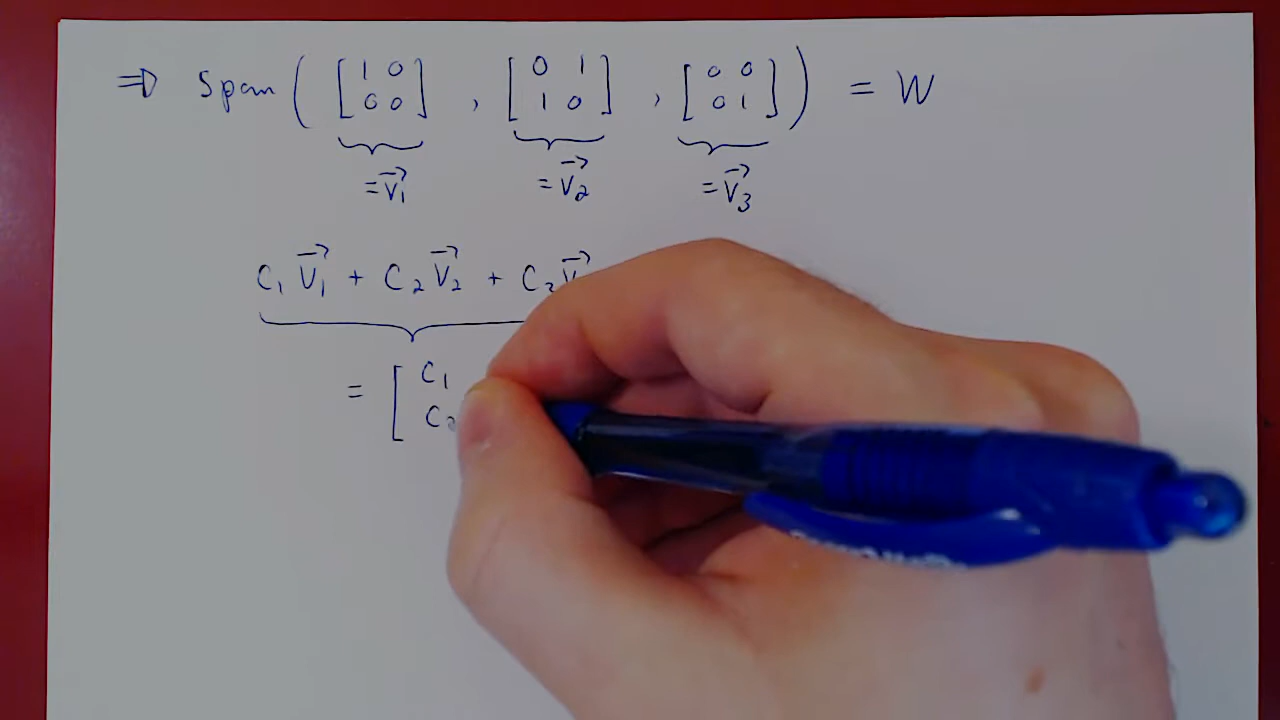 ⇒ Span ( [ 1 0 0 0 ] , [ 0 1 1 0 ] , [ 0 0 0 1 ] ) = W
= v⃗₁ = v⃗₂ = v⃗₃
C₁ v⃗₁ + C₂ v⃗₂ + C₃ v⃗
= [ C₁
C₂